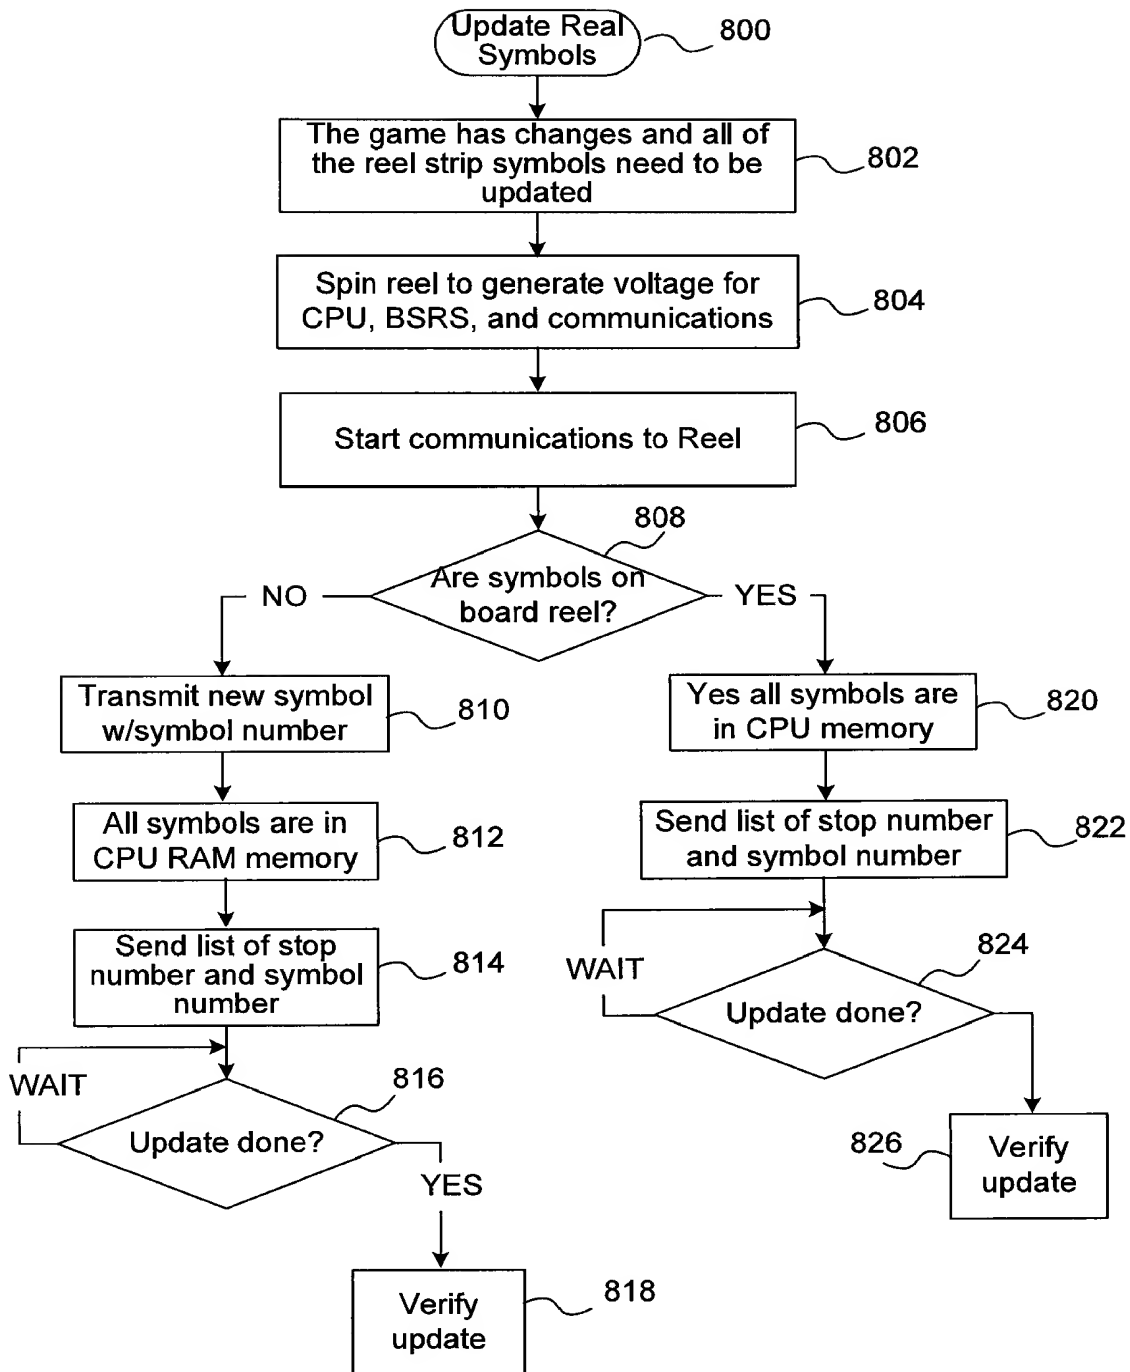 Update Real
Symbols
800
The game has changes and all of
the reel strip symbols need to be
updated
802
Spin reel to generate voltage for
CPU, BSRS, and communications
804
Start communications to Reel
806
808
Are symbols on
board reel?
NO
YES
Transmit new symbol
w/symbol number
810
Yes all symbols are
in CPU memory
820
All symbols are in
CPU RAM memory
812
Send list of stop number
and symbol number
822
Send list of stop
number and symbol
number
814
WAIT
824
Update done?
WAIT
816
Update done?
YES
826
Verify
update
Verify
update
818